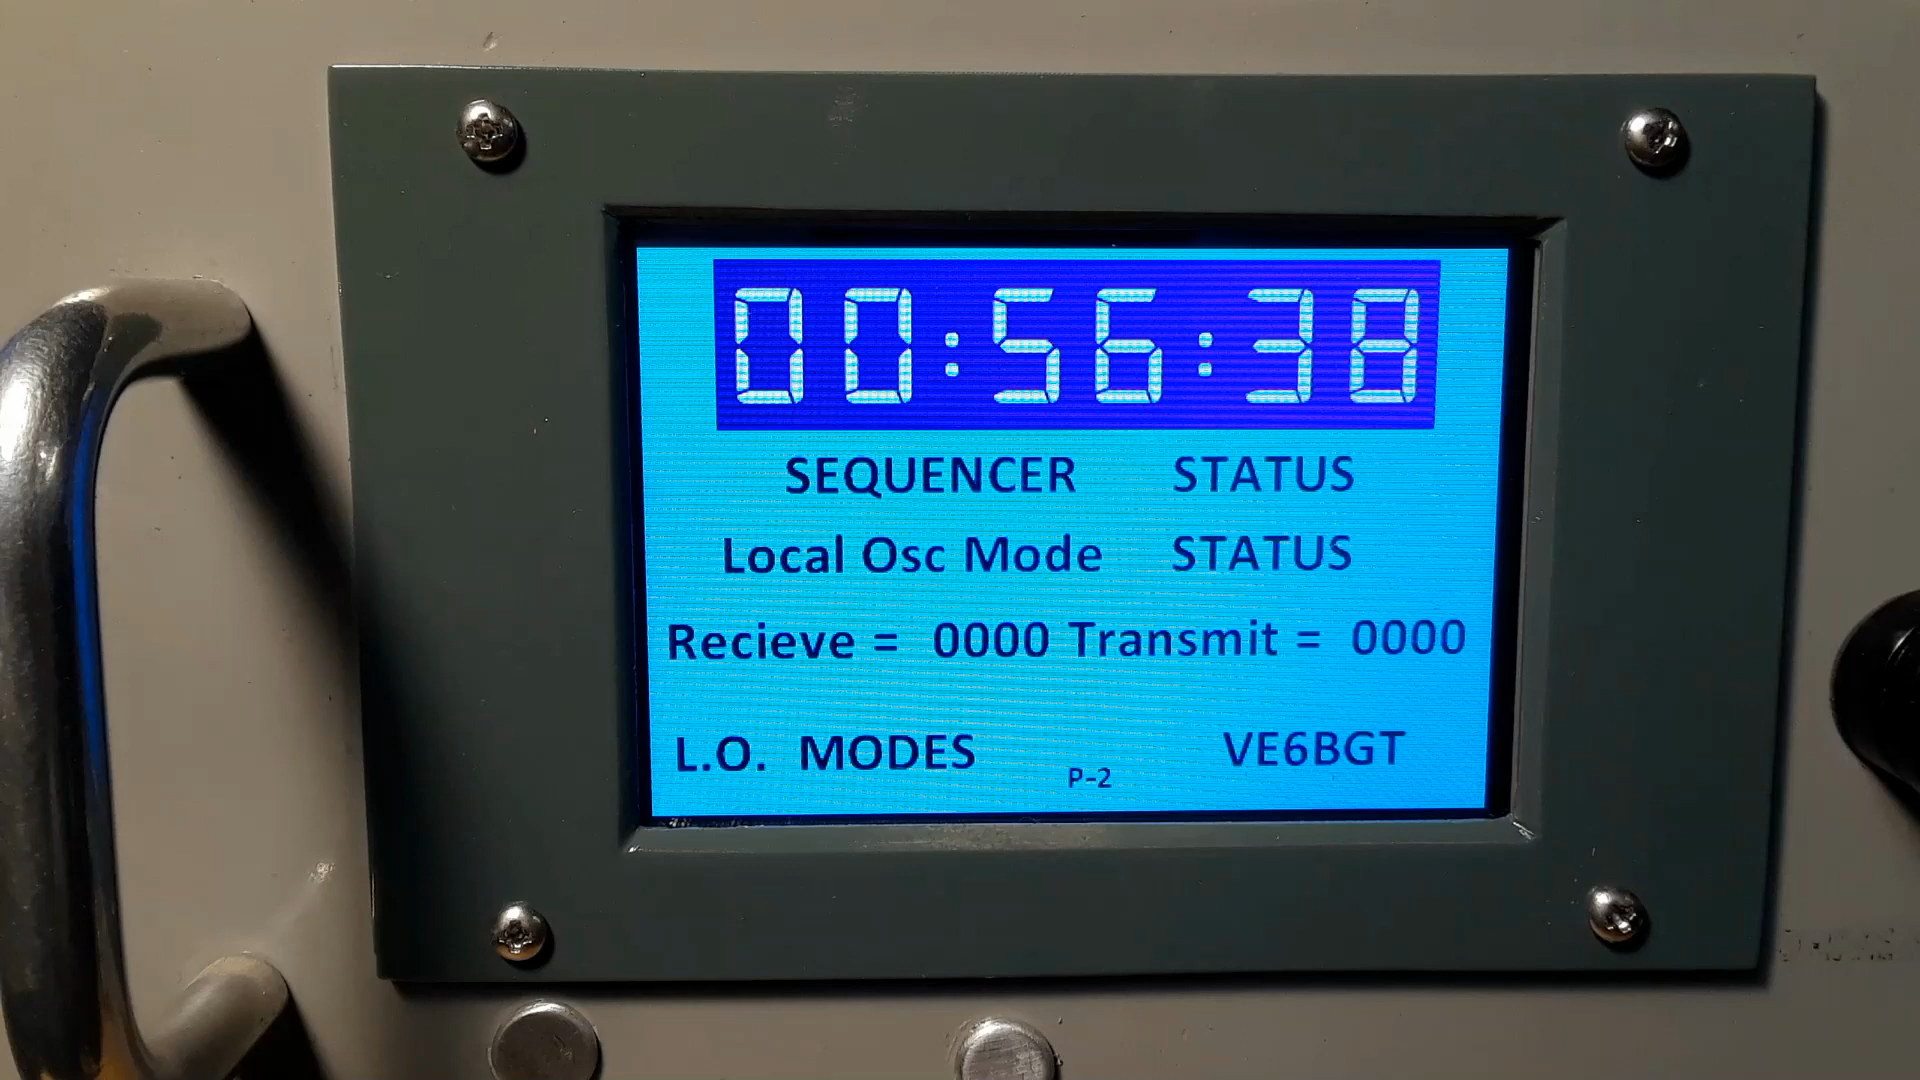 00:56:38
SEQUENCER STATUS
Local Osc Mode STATUS
Recieve = 0000 Transmit = 0000
L.O. MODES P-2 VE6BGT